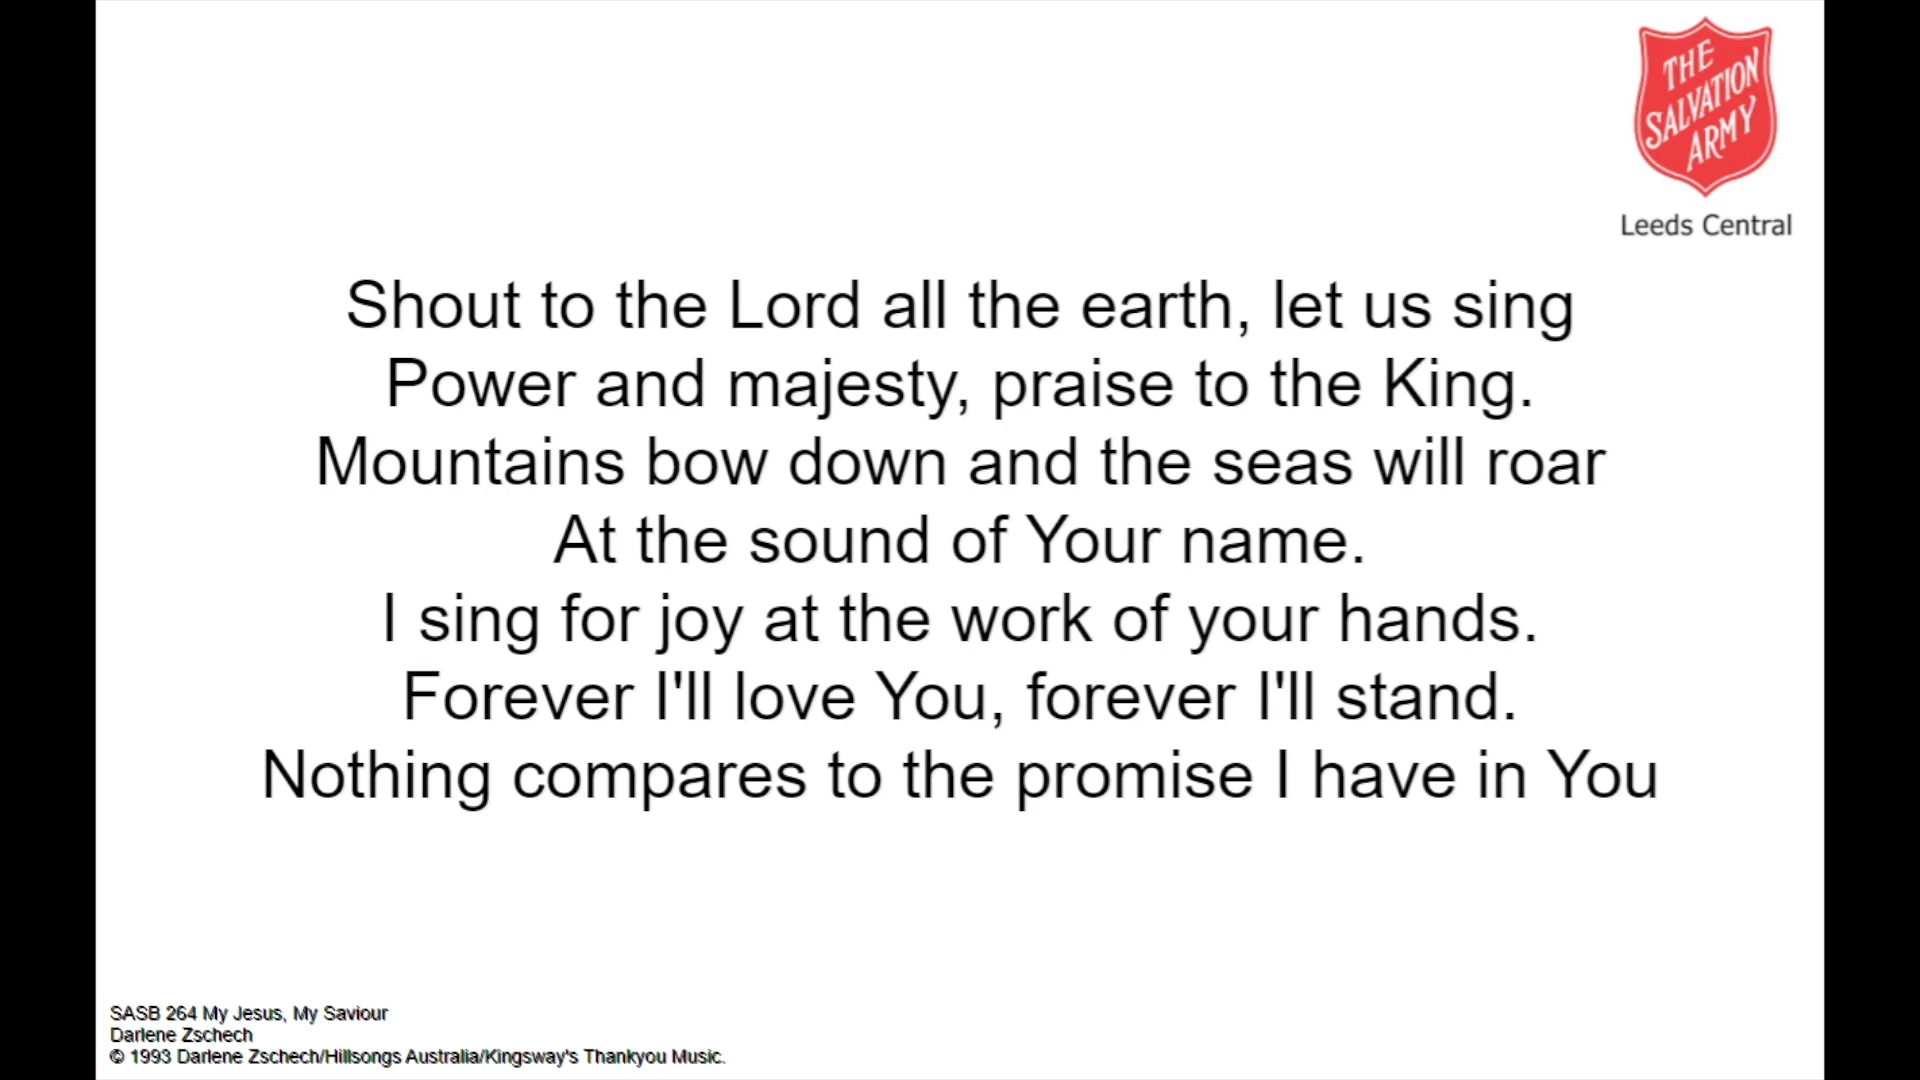 THE
SALVATION
ARMY
Leeds Central
Shout to the Lord all the earth, let us sing
Power and majesty, praise to the King.
Mountains bow down and the seas will roar
At the sound of Your name.
I sing for joy at the work of your hands.
Forever I'll love You, forever I'll stand.
Nothing compares to the promise I have in You
SASB 264 My Jesus, My Saviour
Darlene Zschech
© 1993 Darlene Zschech/Hillsongs Australia/Kingsway's Thankyou Music.